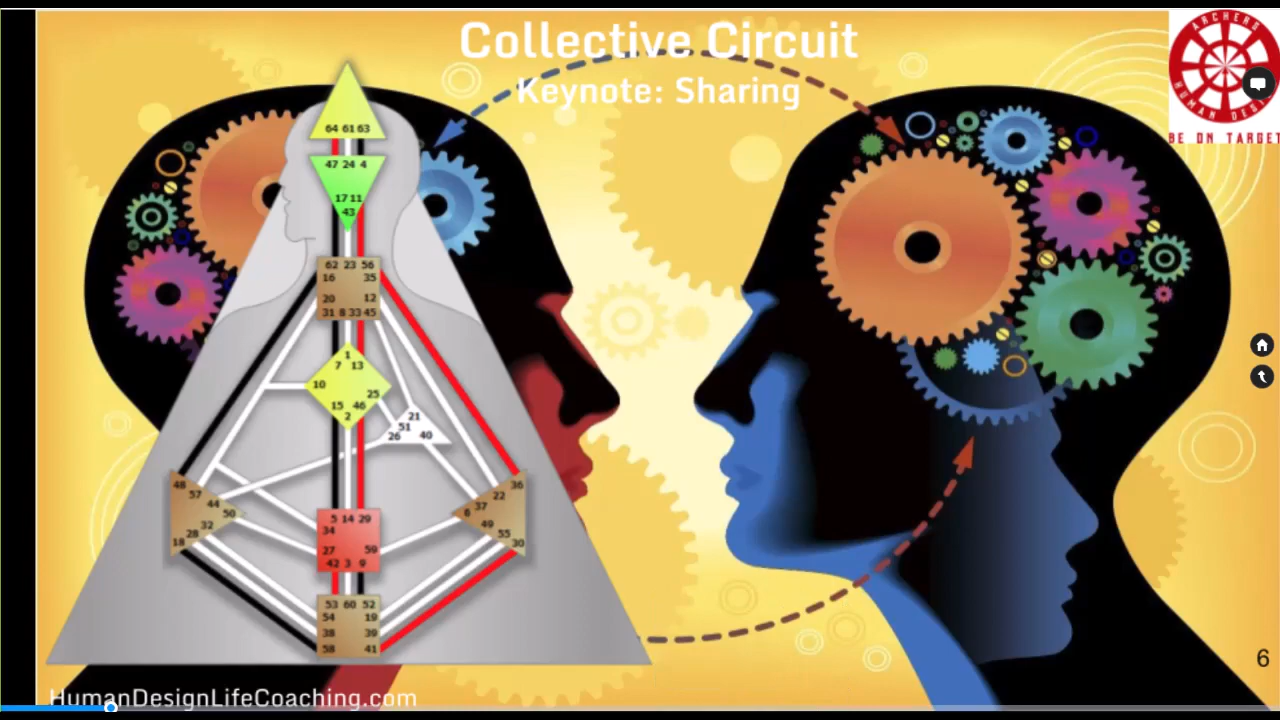 Collective Circuit
Keynote: Sharing
ARCHERS
HUMAN DESI
BE ON TARGET
64 61 63
47 24 4
17 11
43
62 23 56
16 35
20 12
31 8 33 45
1
7 13
10
25
15 46
2
21
51
26 40
48
57
44
50
32
28
18
36
22
37
6
49
55
30
5 14 29
34
27 59
42 3 9
53 60 52
54 19
38 39
58 41
6
HumanDesignLifeCoaching.com